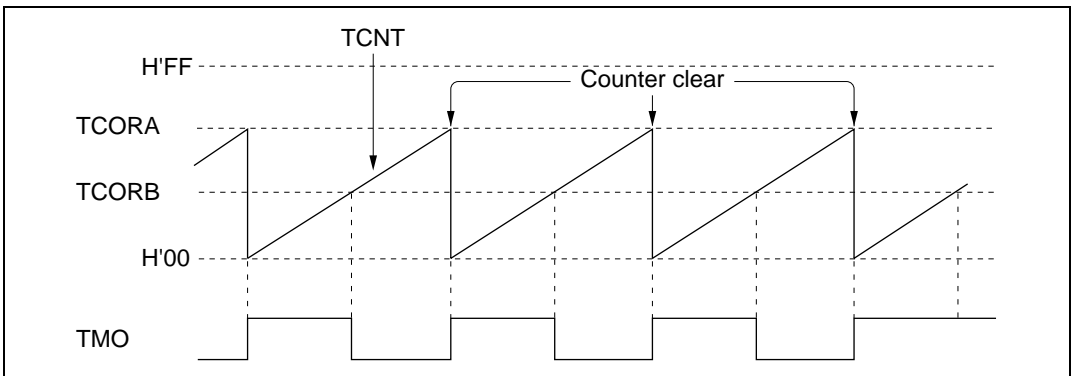 TCNT
H'FF
Counter clear
TCORA
TCORB
H'00
TMO